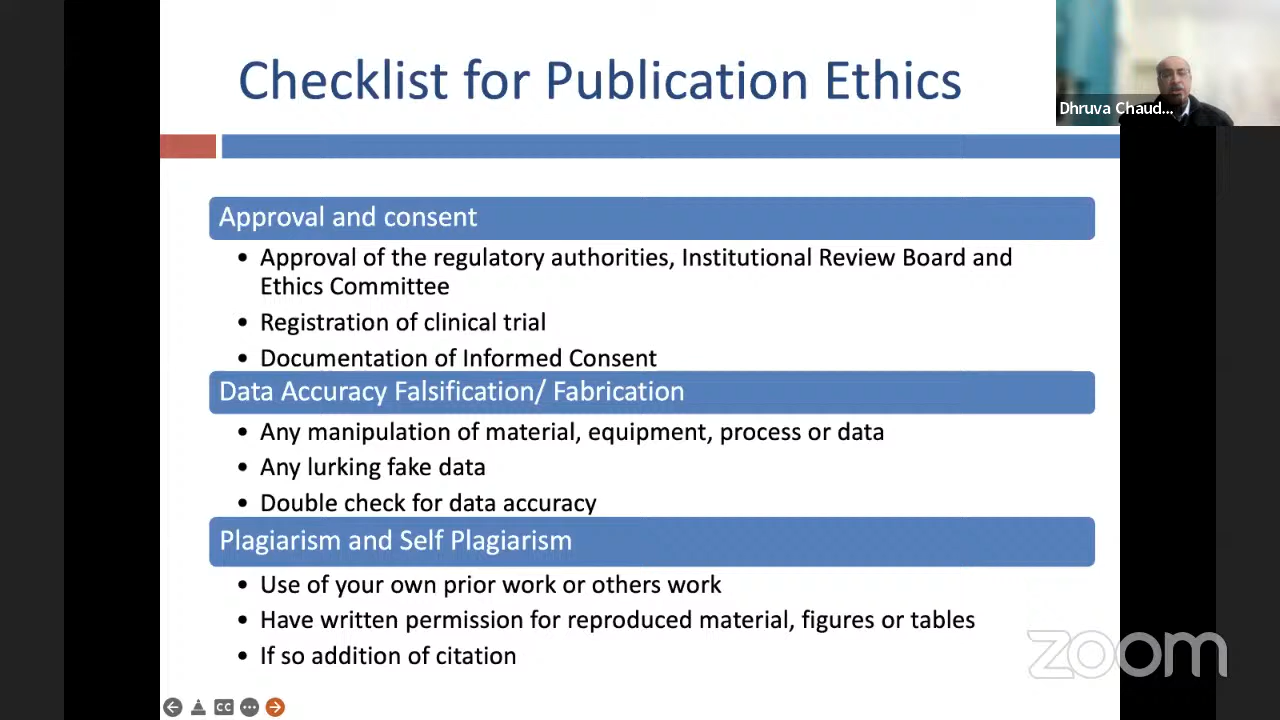 Checklist for Publication Ethics
Dhruva Chaud...
Approval and consent
• Approval of the regulatory authorities, Institutional Review Board and
Ethics Committee
• Registration of clinical trial
• Documentation of Informed Consent
Data Accuracy Falsification/ Fabrication
• Any manipulation of material, equipment, process or data
• Any lurking fake data
• Double check for data accuracy
Plagiarism and Self Plagiarism
• Use of your own prior work or others work
• Have written permission for reproduced material, figures or tables
• If so addition of citation
zoom
CC